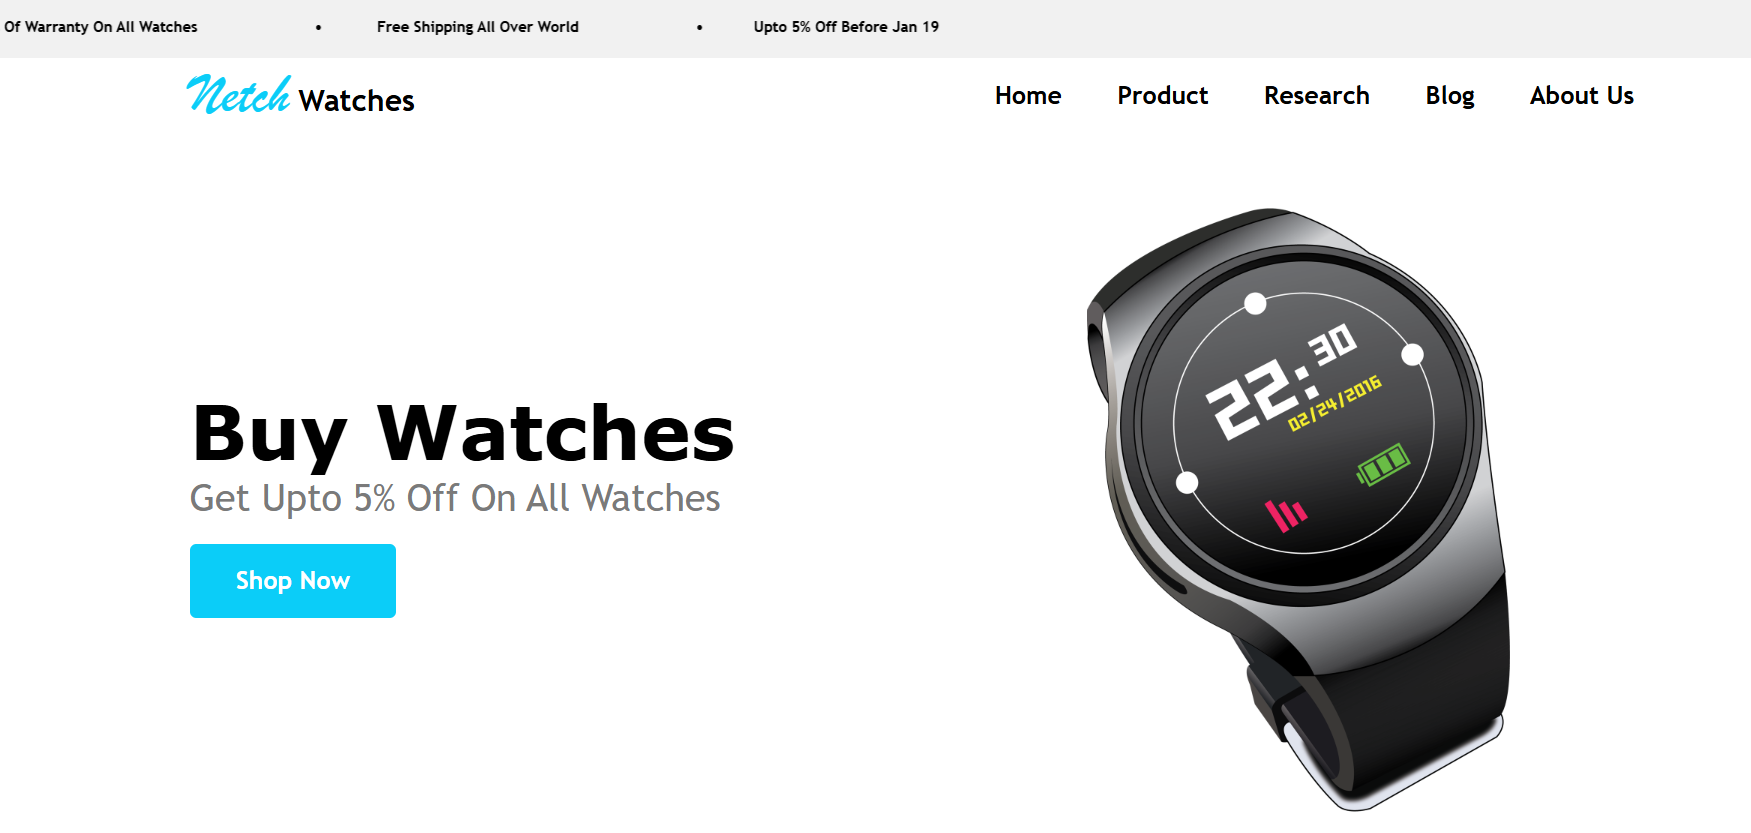 Of Warranty On All Watches • Free Shipping All Over World • Upto 5% Off Before Jan 19
Netch Watches
Home Product Research Blog About Us
22:30
02/24/2016
Buy Watches
Get Upto 5% Off On All Watches
Shop Now